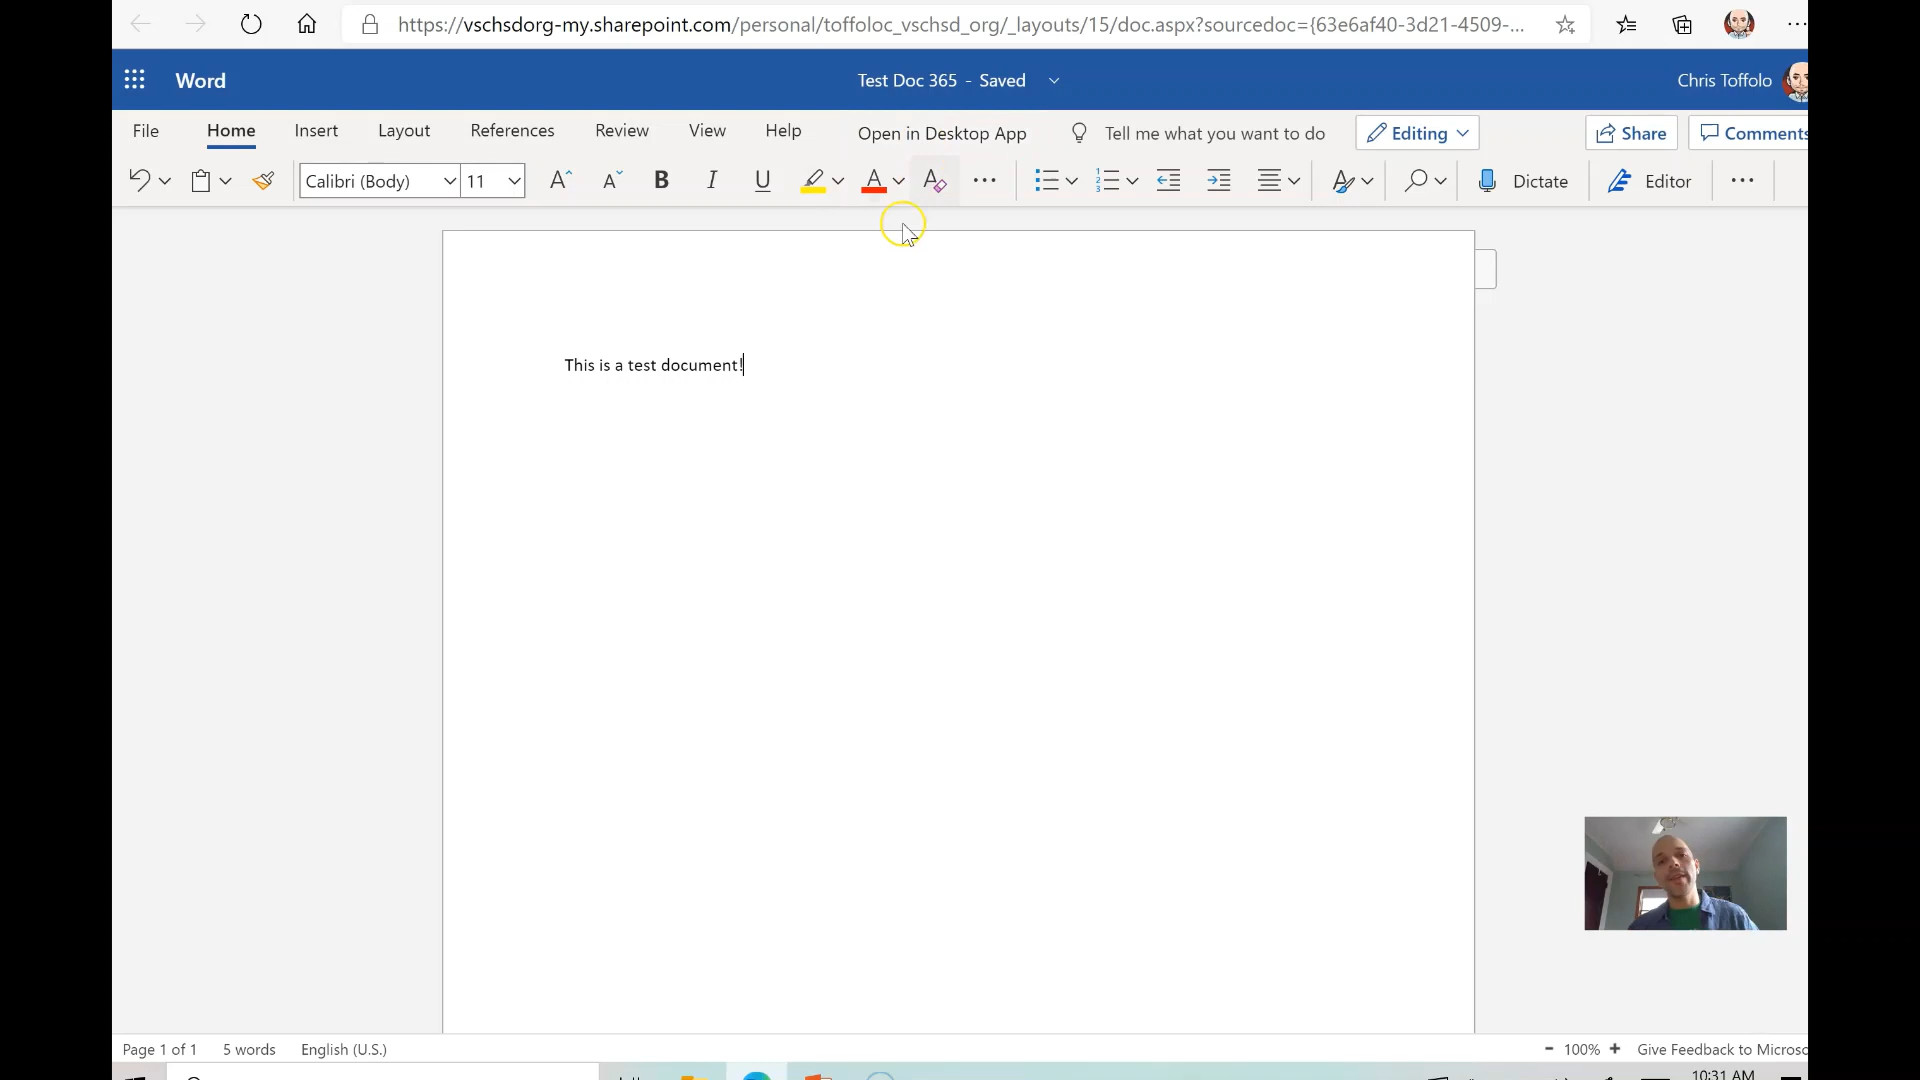 https://vschsdorg-my.sharepoint.com/personal/toffoloc_vschsd_org/_layouts/15/doc.aspx?sourcedoc={63e6af40-3d21-4509-...
Word
Test Doc 365 - Saved
Chris Toffolo
File Home Insert Layout References Review View Help Open in Desktop App Tell me what you want to do Editing Share Comments
Calibri (Body) 11 A A B I U A A Dictate Editor
This is a test document!
Page 1 of 1 5 words English (U.S.) 100% Give Feedback to Microso
10:31 AM